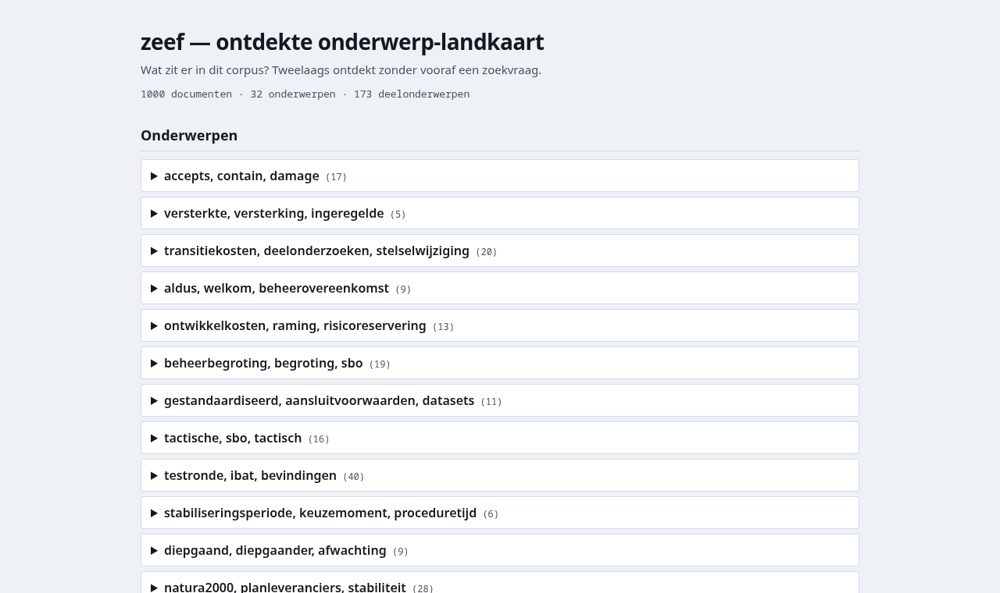 zeef — ontdekte onderwerp-landkaart
Wat zit er in dit corpus? Tweelaags ontdekt zonder vooraf een zoekvraag.
1000 documenten · 32 onderwerpen · 173 deelonderwerpen
Onderwerpen
accepts, contain, damage (17)
versterkte, versterking, ingeregelde (5)
transitiekosten, deelonderzoeken, stelselwijziging (20)
aldus, welkom, beheerovereenkomst (9)
ontwikkelkosten, raming, risicoreservering (13)
beheerbegroting, begroting, sbo (19)
gestandaardiseerd, aansluitvoorwaarden, datasets (11)
tactische, sbo, tactisch (16)
testronde, ibat, bevindingen (40)
stabiliseringsperiode, keuzemoment, proceduretijd (6)
diepgaand, diepgaander, afwachting (9)
natura2000, planleveranciers, stabiliteit (28)